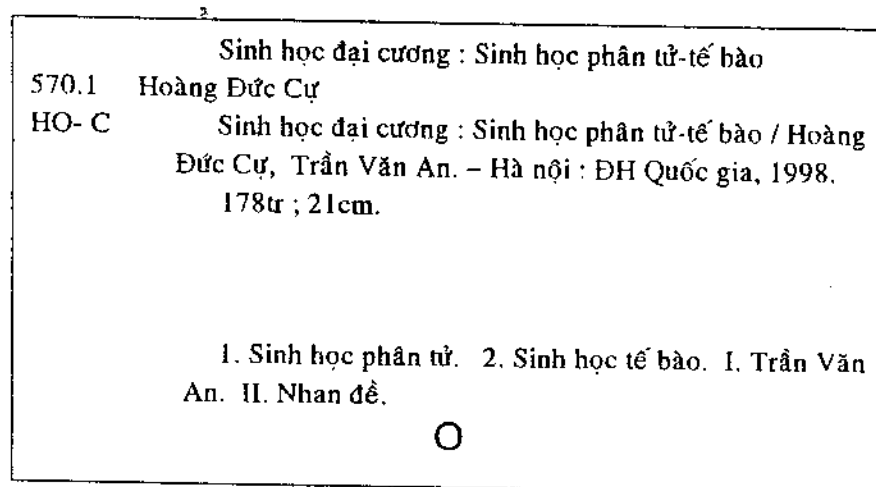 Sinh học đại cương : Sinh học phân tử-tế bào
570.1 Hoàng Đức Cự
HO- C Sinh học đại cương : Sinh học phân tử-tế bào / Hoàng
Đức Cự, Trần Văn An. – Hà nội : ĐH Quốc gia, 1998.
178tr ; 21cm.
1. Sinh học phân tử. 2. Sinh học tế bào. I. Trần Văn
An. II. Nhan đề.